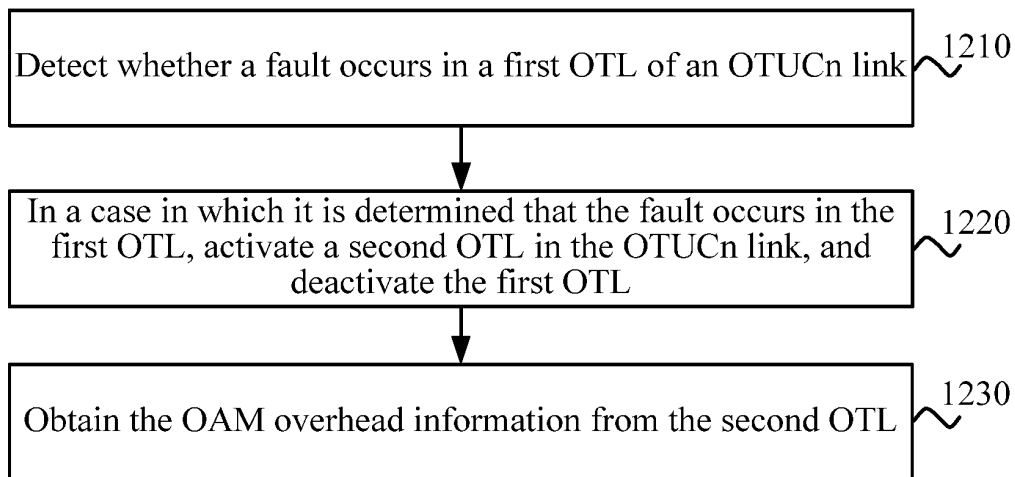 Detect whether a fault occurs in a first OTL of an OTUCn link
1210
In a case in which it is determined that the fault occurs in the
first OTL, activate a second OTL in the OTUCn link, and
deactivate the first OTL
1220
Obtain the OAM overhead information from the second OTL
1230